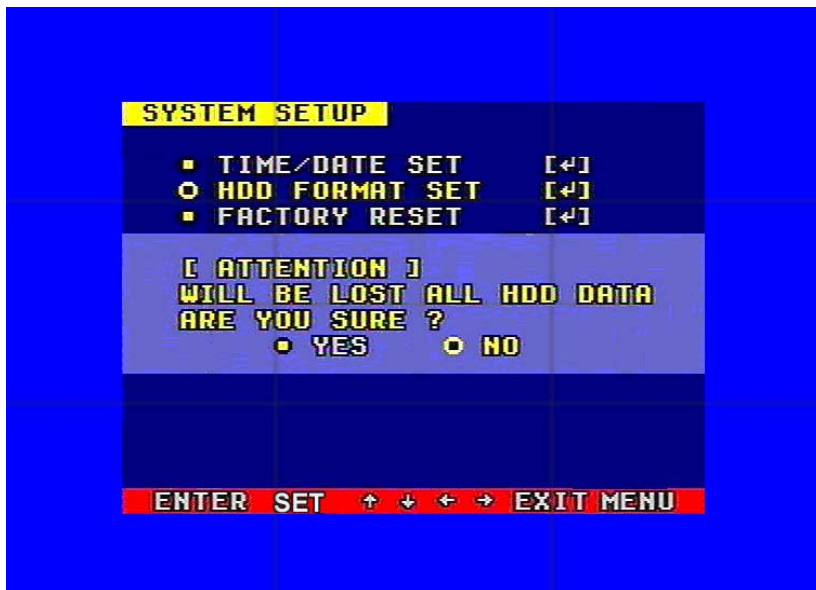 SYSTEM SETUP
TIME/DATE SET [↵]
HDD FORMAT SET [↵]
FACTORY RESET [↵]
[ ATTENTION ]
WILL BE LOST ALL HDD DATA
ARE YOU SURE ?
YES NO
ENTER SET ↑ ↓ ← → EXIT MENU